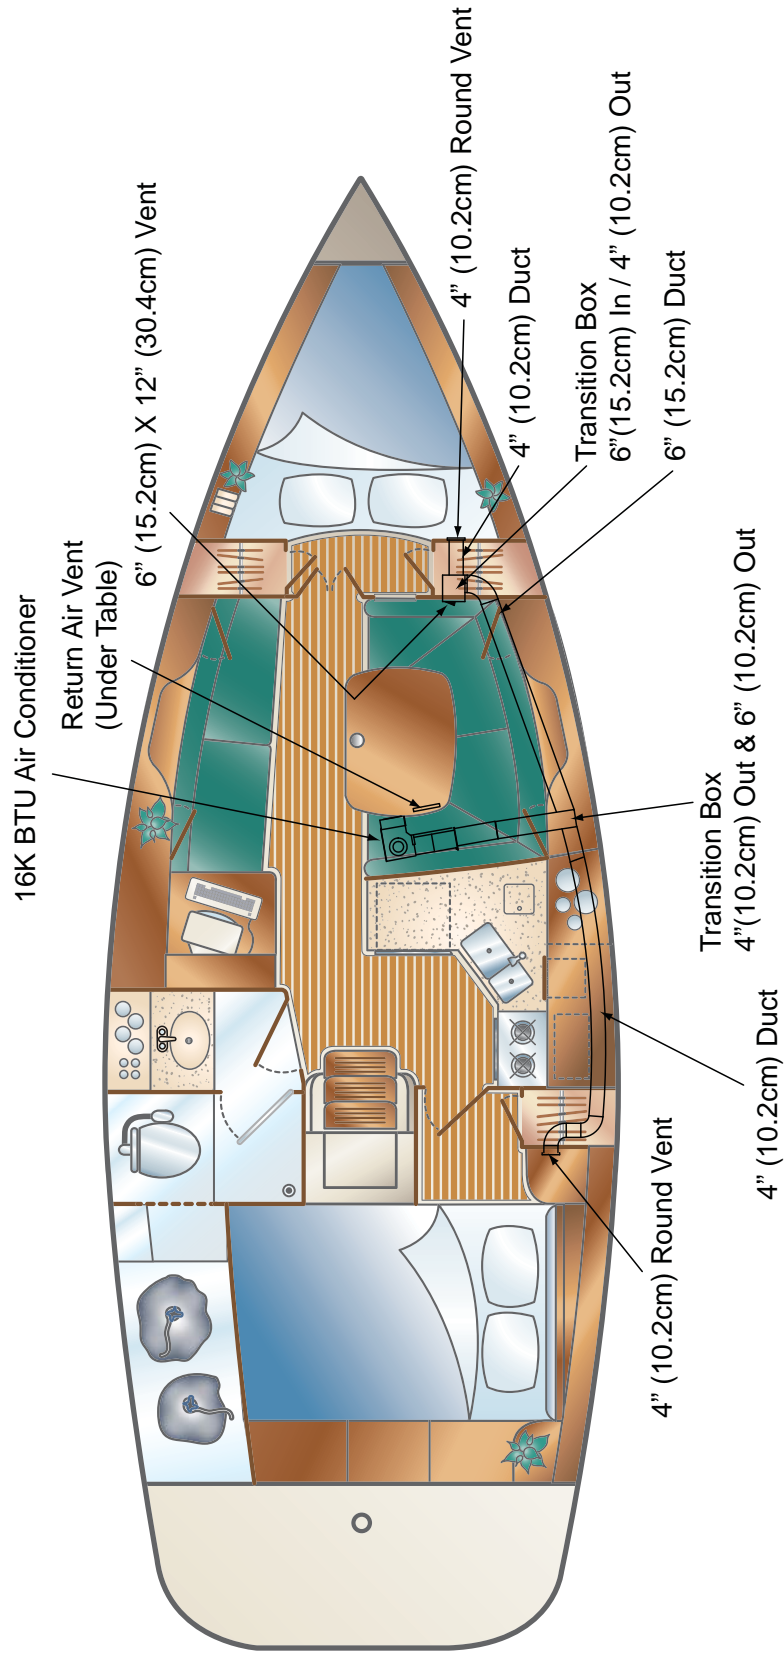 16K BTU Air Conditioner
Return Air Vent
(Under Table)
6” (15.2cm) X 12” (30.4cm) Vent
4” (10.2cm) Round Vent
4” (10.2cm) Duct
Transition Box
6”(15.2cm) In / 4” (10.2cm) Out
6” (15.2cm) Duct
Transition Box
4”(10.2cm) Out & 6” (10.2cm) Out
4” (10.2cm) Duct
4” (10.2cm) Round Vent